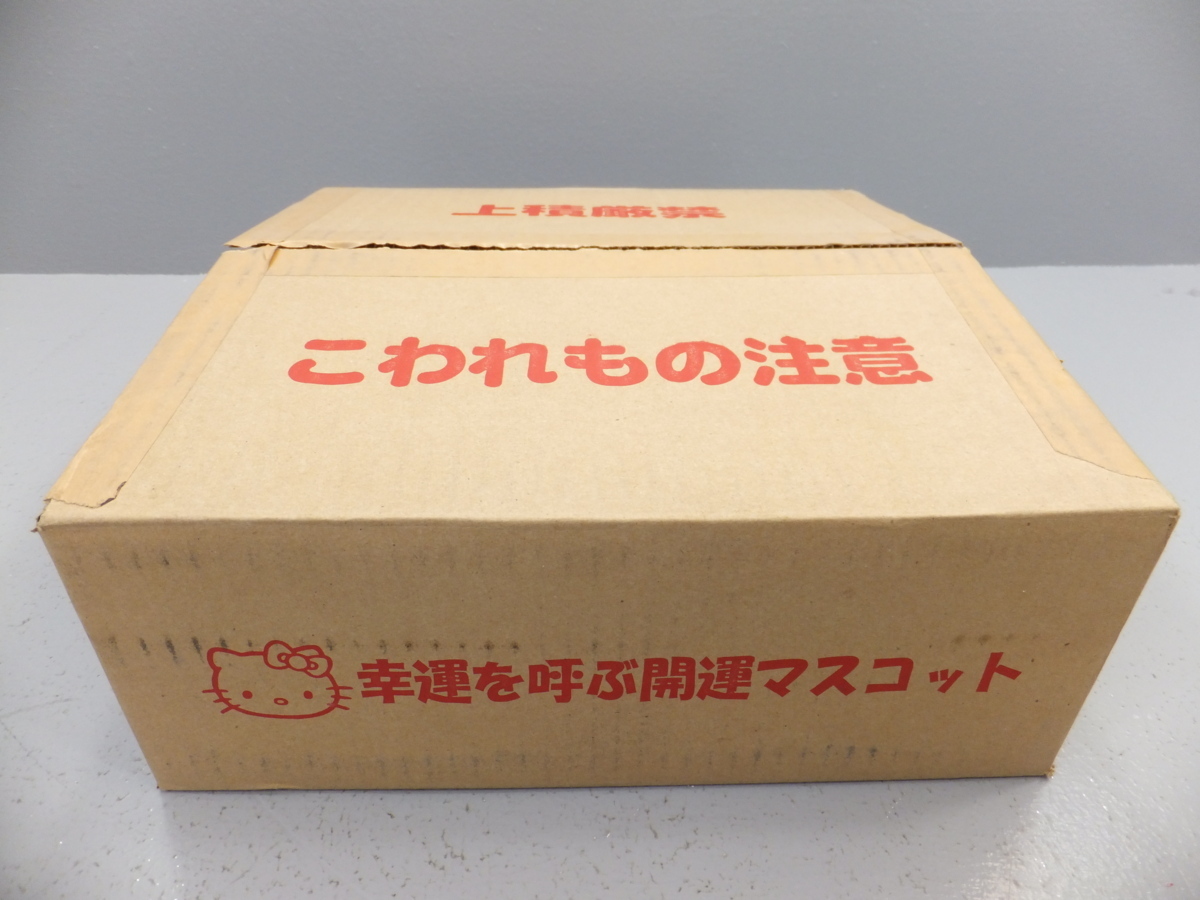 上積厳禁
こわれもの注意
幸運を呼ぶ開運マスコット